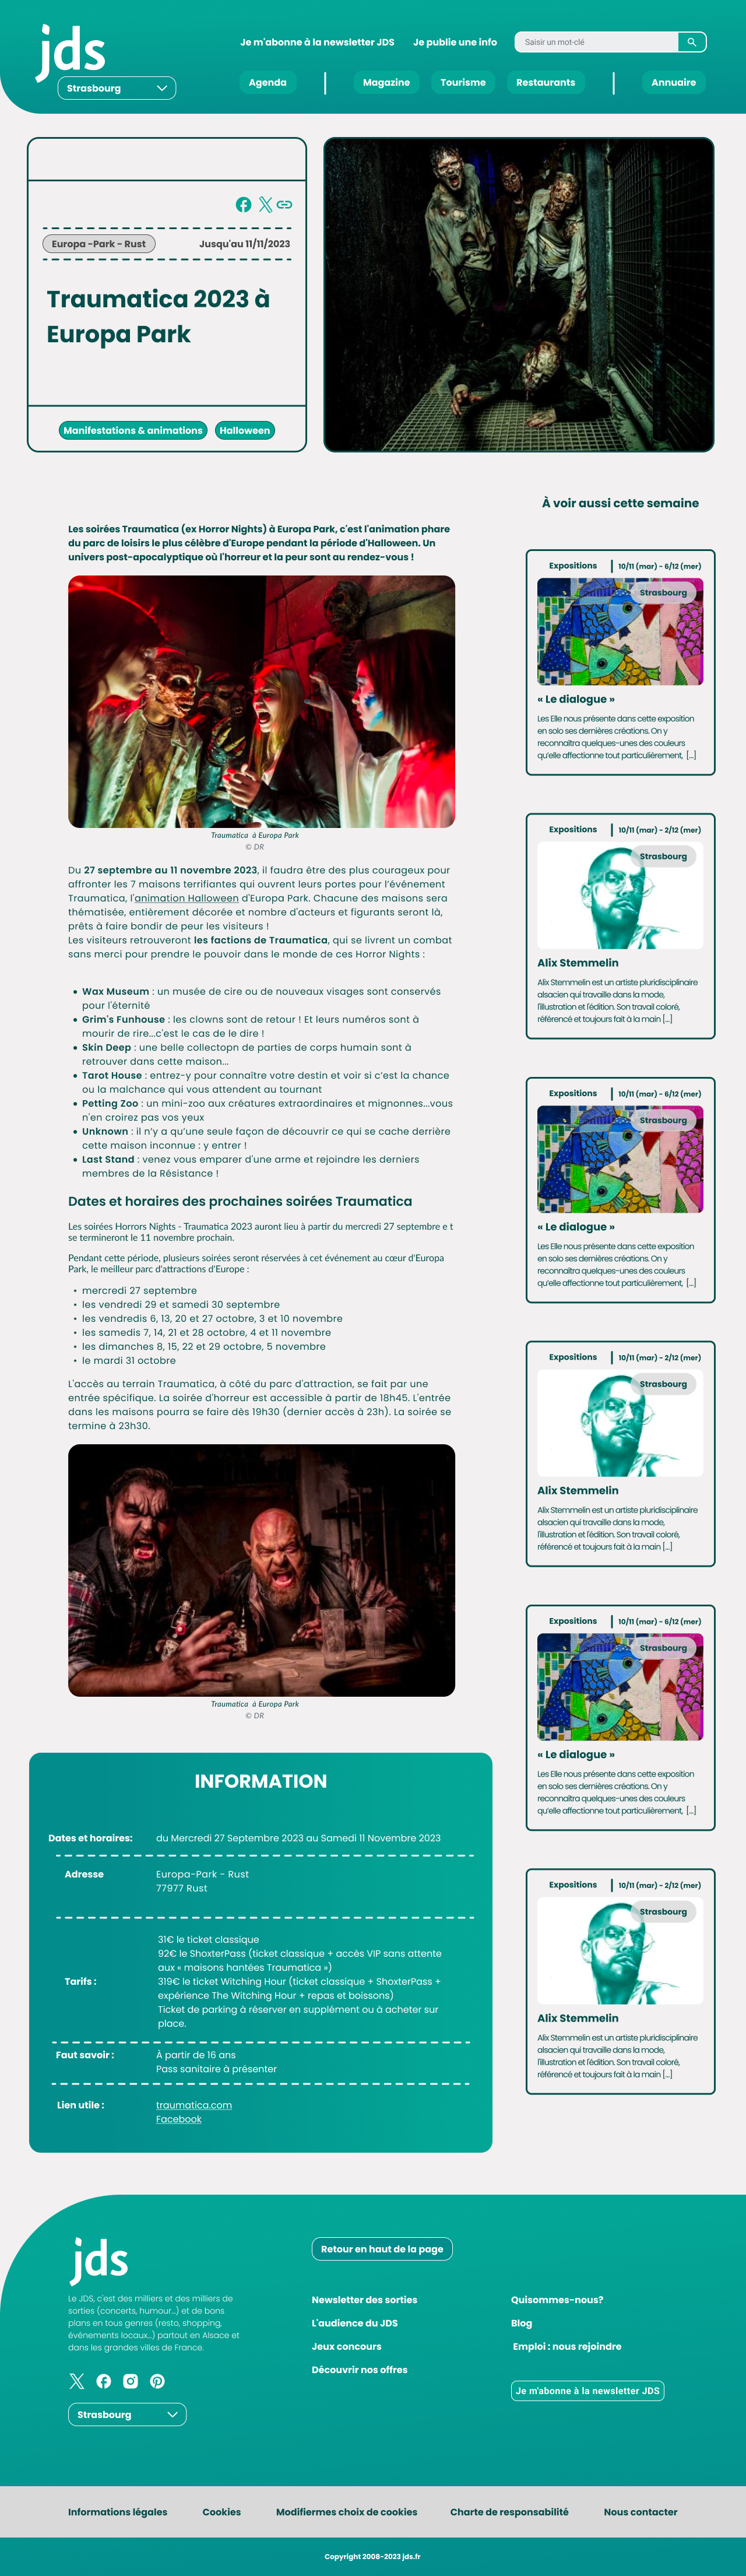 jds
Je m'abonne à la newsletter JDS
Je publie une info
Saisir un mot-clé
Strasbourg
Agenda
Magazine
Tourisme
Restaurants
Annuaire
Europa -Park - Rust
Jusqu'au 11/11/2023
Traumatica 2023 à
Europa Park
Manifestations & animations
Halloween
Les soirées Traumatica (ex Horror Nights) à Europa Park, c'est l'animation phare
du parc de loisirs le plus célèbre d'Europe pendant la période d'Halloween. Un
univers post-apocalyptique où l'horreur et la peur sont au rendez-vous !
Traumatica à Europa Park
© DR
Du 27 septembre au 11 novembre 2023, il faudra être des plus courageux pour
affronter les 7 maisons terrifiantes qui ouvrent leurs portes pour l'événement
Traumatica, l'animation Halloween d'Europa Park. Chacune des maisons sera
thématisée, entièrement décorée et nombre d'acteurs et figurants seront là,
prêts à faire bondir de peur les visiteurs !
Les visiteurs retrouveront les factions de Traumatica, qui se livrent un combat
sans merci pour prendre le pouvoir dans le monde de ces Horror Nights :
• Wax Museum : un musée de cire ou de nouveaux visages sont conservés
pour l'éternité
• Grim's Funhouse : les clowns sont de retour ! Et leurs numéros sont à
mourir de rire...c'est le cas de le dire !
• Skin Deep : une belle collectopn de parties de corps humain sont à
retrouver dans cette maison...
• Tarot House : entrez-y pour connaître votre destin et voir si c'est la chance
ou la malchance qui vous attendent au tournant
• Petting Zoo : un mini-zoo aux créatures extraordinaires et mignonnes...vous
n'en croirez pas vos yeux
• Unknown : il n'y a qu'une seule façon de découvrir ce qui se cache derrière
cette maison inconnue : y entrer !
• Last Stand : venez vous emparer d'une arme et rejoindre les derniers
membres de la Résistance !
Dates et horaires des prochaines soirées Traumatica
Les soirées Horrors Nights - Traumatica 2023 auront lieu à partir du mercredi 27 septembre e t
se termineront le 11 novembre prochain.
Pendant cette période, plusieurs soirées seront réservées à cet événement au cœur d'Europa
Park, le meilleur parc d'attractions d'Europe :
• mercredi 27 septembre
• les vendredi 29 et samedi 30 septembre
• les vendredis 6, 13, 20 et 27 octobre, 3 et 10 novembre
• les samedis 7, 14, 21 et 28 octobre, 4 et 11 novembre
• les dimanches 8, 15, 22 et 29 octobre, 5 novembre
• le mardi 31 octobre
L'accès au terrain Traumatica, à côté du parc d'attraction, se fait par une
entrée spécifique. La soirée d'horreur est accessible à partir de 18h45. L'entrée
dans les maisons pourra se faire dès 19h30 (dernier accès à 23h). La soirée se
termine à 23h30.
Traumatica à Europa Park
© DR
INFORMATION
Dates et horaires:
du Mercredi 27 Septembre 2023 au Samedi 11 Novembre 2023
Adresse
Europa-Park - Rust
77977 Rust
Tarifs :
31€ le ticket classique
92€ le ShoxterPass (ticket classique + accès VIP sans attente
aux « maisons hantées Traumatica »)
319€ le ticket Witching Hour (ticket classique + ShoxterPass +
expérience The Witching Hour + repas et boissons)
Ticket de parking à réserver en supplément ou à acheter sur
place.
Faut savoir :
À partir de 16 ans
Pass sanitaire à présenter
Lien utile :
traumatica.com
Facebook
À voir aussi cette semaine
Expositions
10/11 (mar) - 6/12 (mer)
Strasbourg
« Le dialogue »
Les Elle nous présente dans cette exposition
en solo ses dernières créations. On y
reconnaîtra quelques-unes des couleurs
qu'elle affectionne tout particulièrement, [...]
Expositions
10/11 (mar) - 2/12 (mer)
Strasbourg
Alix Stemmelin
Alix Stemmelin est un artiste pluridisciplinaire
alsacien qui travaille dans la mode,
l'illustration et l'édition. Son travail coloré,
référencé et toujours fait à la main [...]
Expositions
10/11 (mar) - 6/12 (mer)
Strasbourg
« Le dialogue »
Les Elle nous présente dans cette exposition
en solo ses dernières créations. On y
reconnaîtra quelques-unes des couleurs
qu'elle affectionne tout particulièrement, [...]
Expositions
10/11 (mar) - 2/12 (mer)
Strasbourg
Alix Stemmelin
Alix Stemmelin est un artiste pluridisciplinaire
alsacien qui travaille dans la mode,
l'illustration et l'édition. Son travail coloré,
référencé et toujours fait à la main [...]
Expositions
10/11 (mar) - 6/12 (mer)
Strasbourg
« Le dialogue »
Les Elle nous présente dans cette exposition
en solo ses dernières créations. On y
reconnaîtra quelques-unes des couleurs
qu'elle affectionne tout particulièrement, [...]
Expositions
10/11 (mar) - 2/12 (mer)
Strasbourg
Alix Stemmelin
Alix Stemmelin est un artiste pluridisciplinaire
alsacien qui travaille dans la mode,
l'illustration et l'édition. Son travail coloré,
référencé et toujours fait à la main [...]
jds
Le JDS, c'est des milliers et des milliers de
sorties (concerts, humour...) et de bons
plans en tous genres (resto, shopping,
événements locaux...) partout en Alsace et
dans les grandes villes de France.
Strasbourg
Retour en haut de la page
Newsletter des sorties
L'audience du JDS
Jeux concours
Découvrir nos offres
Quisommes-nous?
Blog
Emploi : nous rejoindre
Je m'abonne à la newsletter JDS
Informations légales
Cookies
Modifiermes choix de cookies
Charte de responsabilité
Nous contacter
Copyright 2008-2023 jds.fr